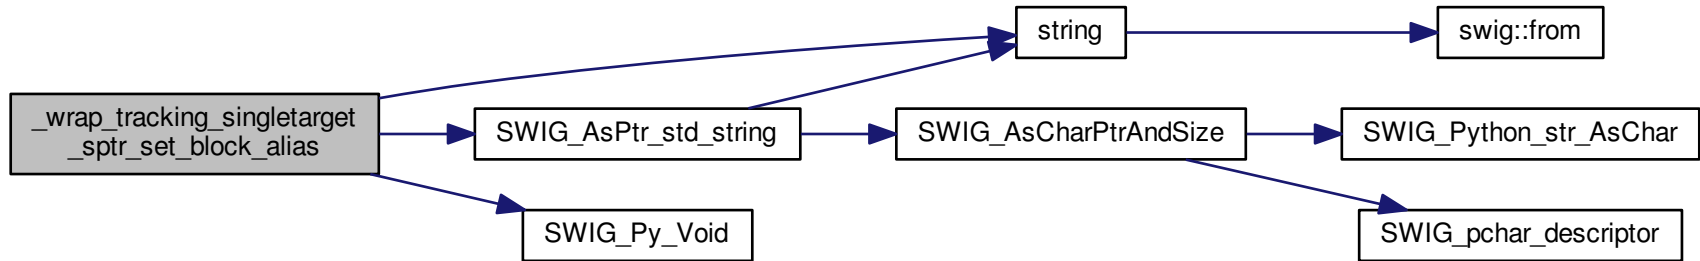 string
swig::from
_wrap_tracking_singletarget
_sptr_set_block_alias
SWIG_AsPtr_std_string
SWIG_AsCharPtrAndSize
SWIG_Python_str_AsChar
SWIG_Py_Void
SWIG_pchar_descriptor